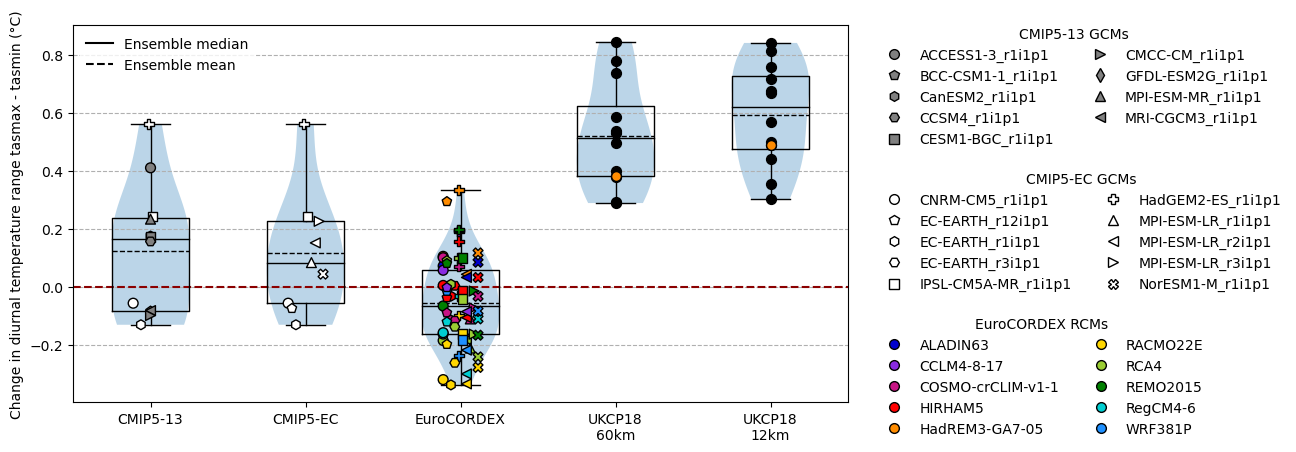 Change in diurnal temperature range tasmax - tasmin (°C)
0.8
0.6
0.4
0.2
0.0
−0.2
Ensemble median
Ensemble mean
CMIP5-13
CMIP5-EC
EuroCORDEX
UKCP18
60km
UKCP18
12km
CMIP5-13 GCMs
ACCESS1-3_r1i1p1
BCC-CSM1-1_r1i1p1
CanESM2_r1i1p1
CCSM4_r1i1p1
CESM1-BGC_r1i1p1
CMCC-CM_r1i1p1
GFDL-ESM2G_r1i1p1
MPI-ESM-MR_r1i1p1
MRI-CGCM3_r1i1p1
CMIP5-EC GCMs
CNRM-CM5_r1i1p1
EC-EARTH_r12i1p1
EC-EARTH_r1i1p1
EC-EARTH_r3i1p1
IPSL-CM5A-MR_r1i1p1
HadGEM2-ES_r1i1p1
MPI-ESM-LR_r1i1p1
MPI-ESM-LR_r2i1p1
MPI-ESM-LR_r3i1p1
NorESM1-M_r1i1p1
EuroCORDEX RCMs
ALADIN63
CCLM4-8-17
COSMO-crCLIM-v1-1
HIRHAM5
HadREM3-GA7-05
RACMO22E
RCA4
REMO2015
RegCM4-6
WRF381P